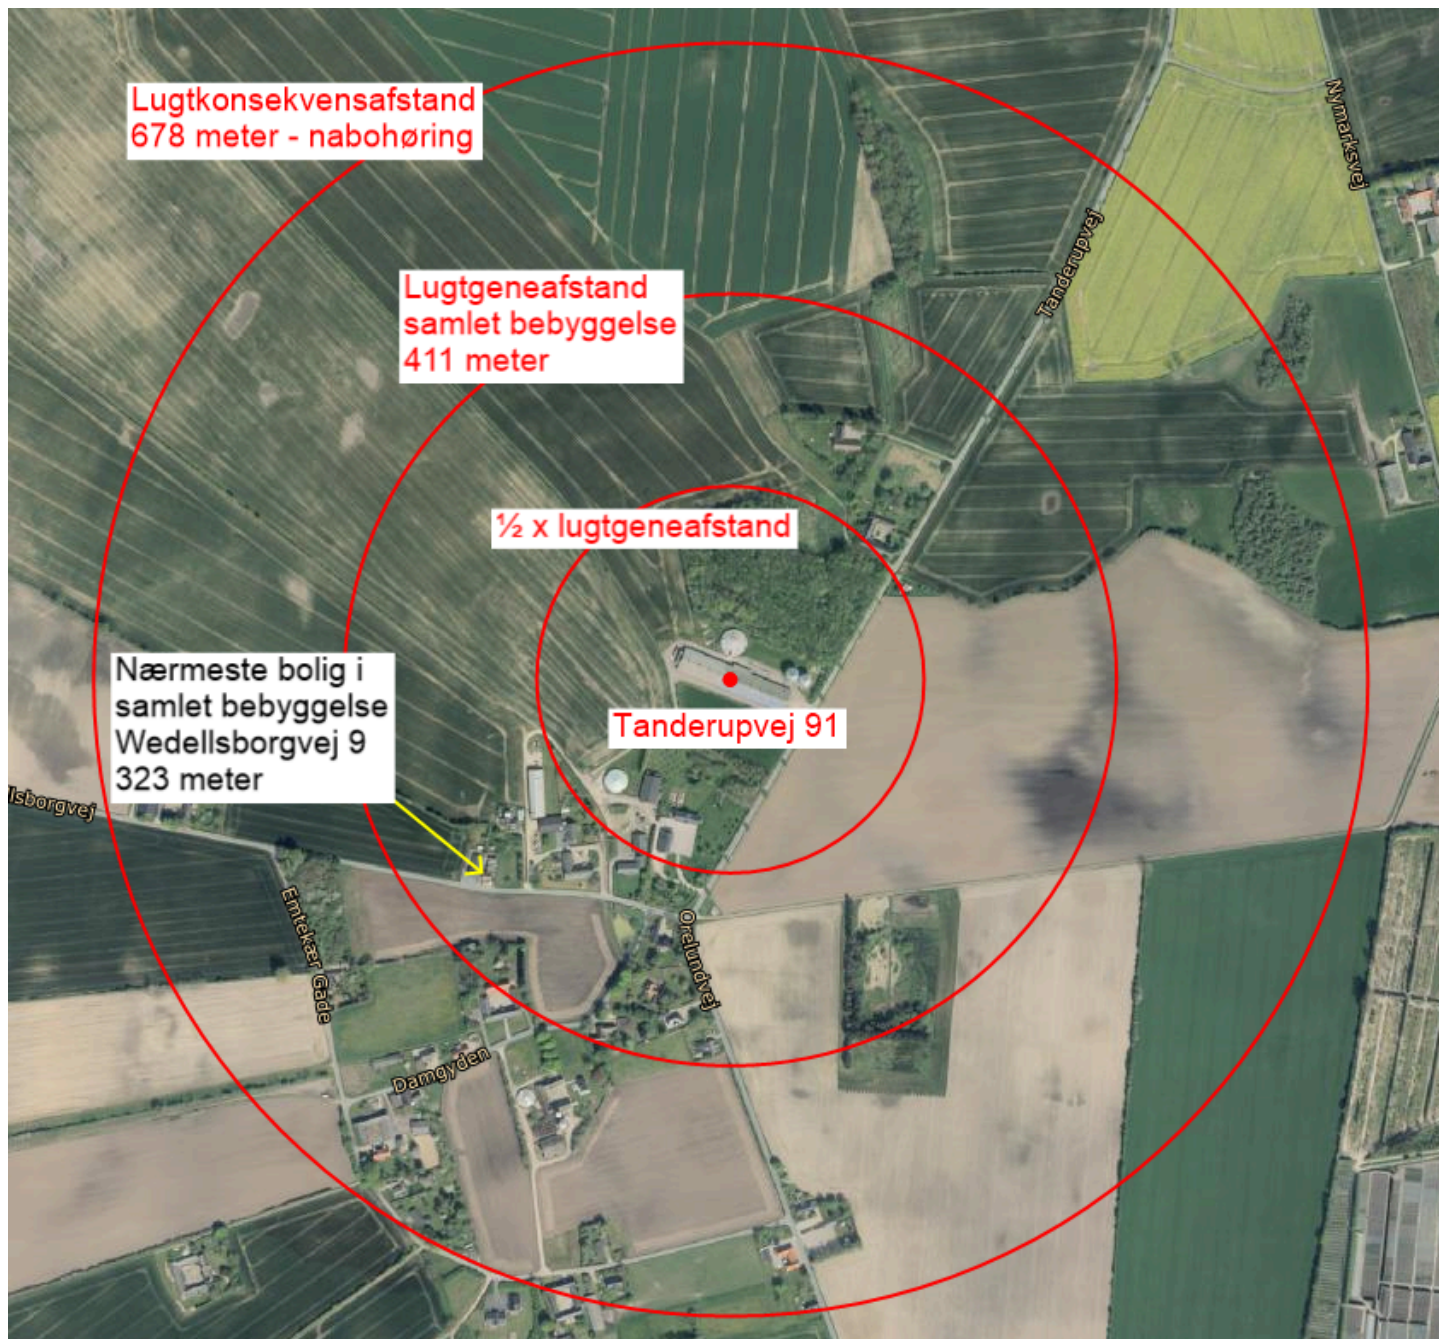 Lugtkonsekvensafstand
678 meter - nabohøring
Nymarksvej
Tanderupvej
Lugtgeneafstand
samlet bebyggelse
411 meter
½ x lugtgeneafstand
Nærmeste bolig i
samlet bebyggelse
Wedellsborgvej 9
323 meter
Tanderupvej 91
llsborgvej
Emtekær Gade
Orelundvej
Damgyden